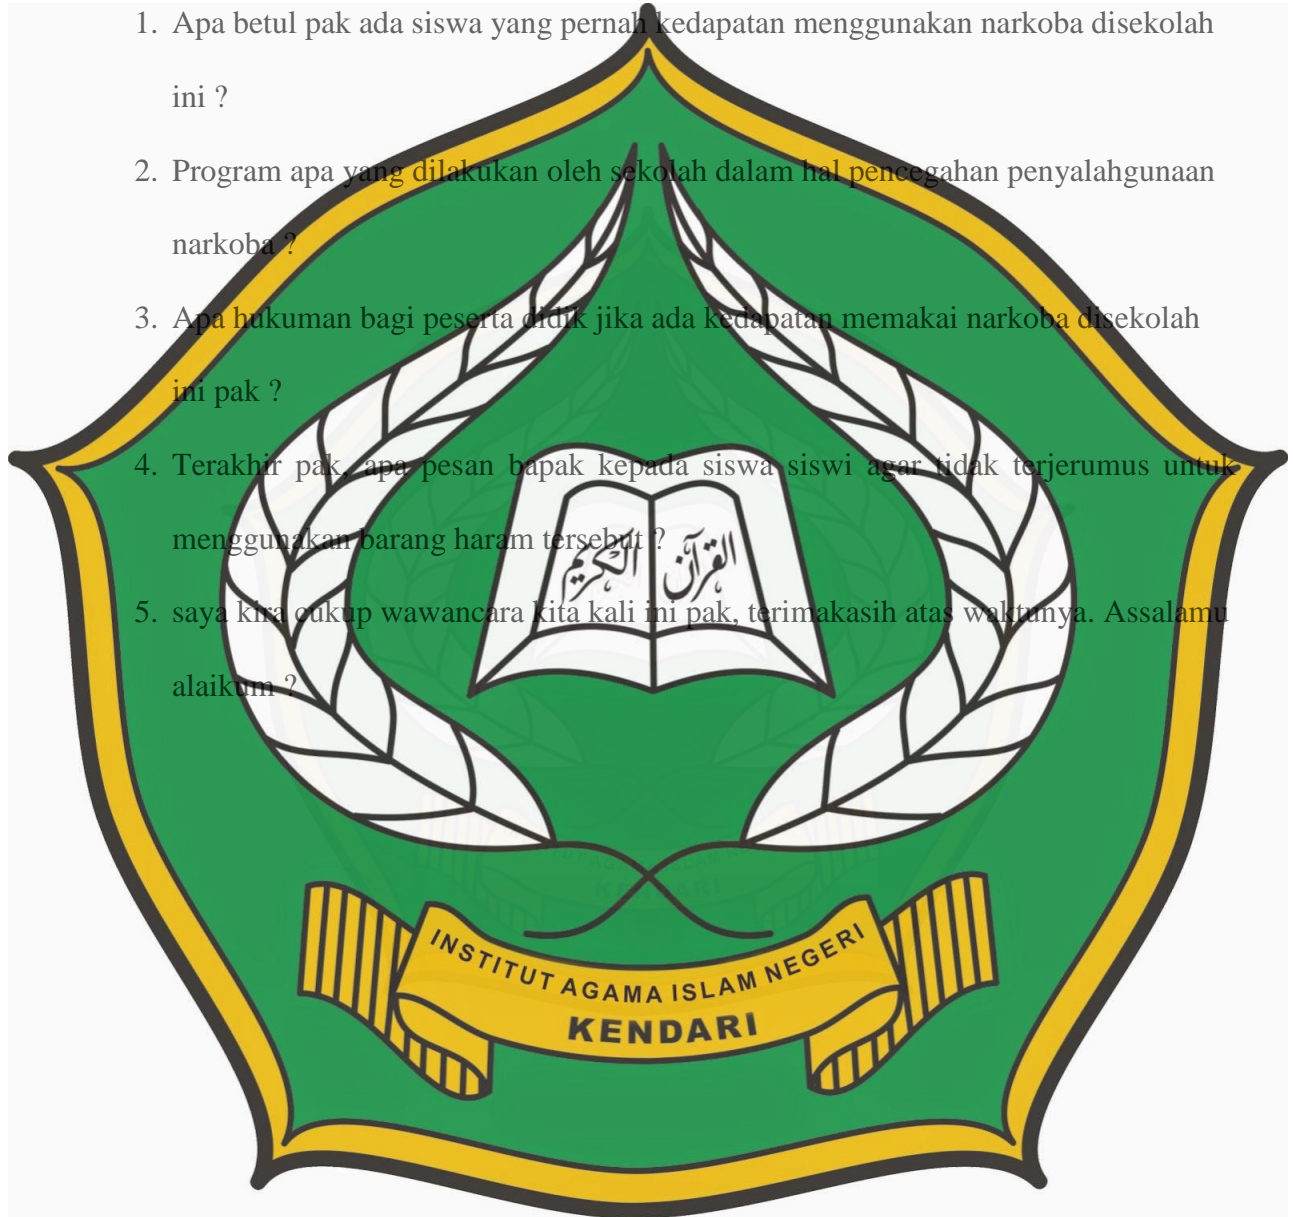 1. Apa betul pak ada siswa yang pernah kedapatan menggunakan narkoba disekolah
ini ?
2. Program apa yang dilakukan oleh sekolah dalam hal pencegahan penyalahgunaan
narkoba ?
3. Apa hukuman bagi peserta didik jika ada kedapatan memakai narkoba disekolah
ini pak ?
4. Terakhir pak, apa pesan bapak kepada siswa siswi agar tidak terjerumus untuk
menggunakan barang haram tersebut ?
القرآن الكريم
5. saya kira cukup wawancara kita kali ini pak, terimakasih atas waktunya. Assalamu
alaikum ?
KENDARI
INSTITUT AGAMA ISLAM NEGERI
KENDARI